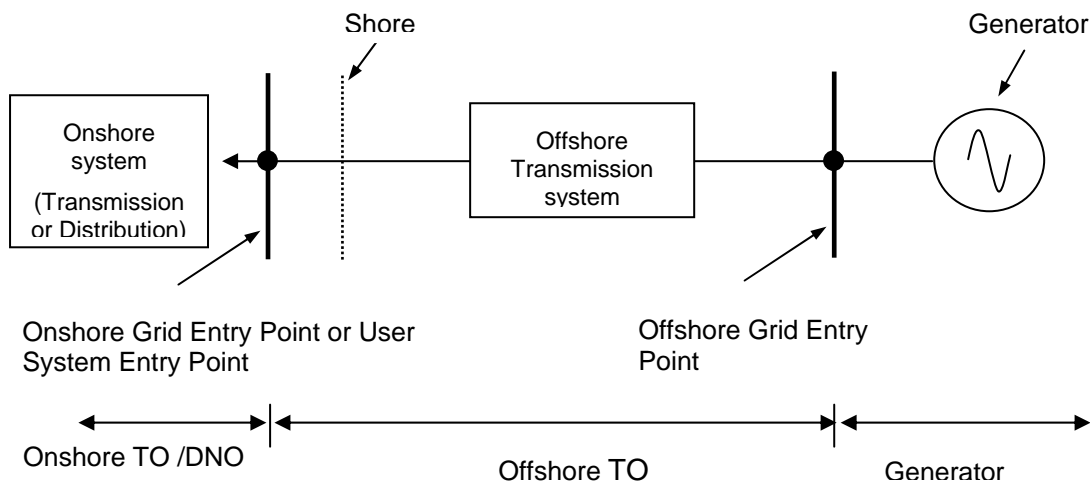 Shore
Generator
Onshore
system
(Transmission
or Distribution)
Offshore
Transmission
system
Onshore Grid Entry Point or User
System Entry Point
Offshore Grid Entry
Point
Onshore TO /DNO
Offshore TO
Generator